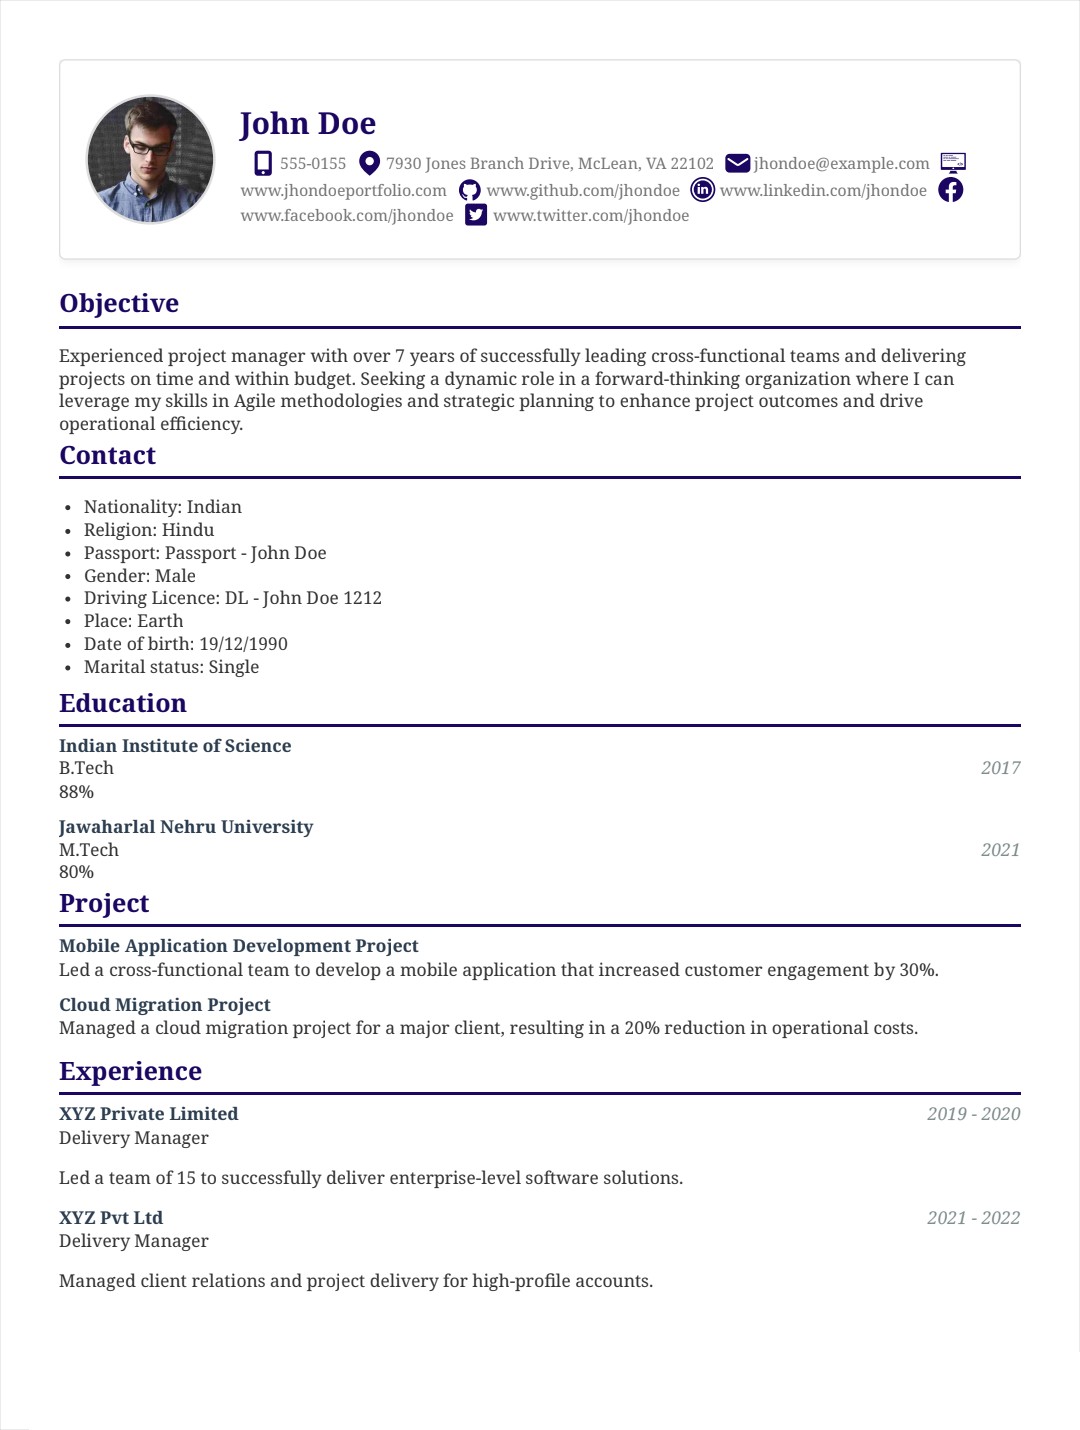 John Doe
555-0155 7930 Jones Branch Drive, McLean, VA 22102 jhondoe@example.com
www.jhondoeportfolio.com www.github.com/jhondoe www.linkedin.com/jhondoe
www.facebook.com/jhondoe www.twitter.com/jhondoe
Objective
Experienced project manager with over 7 years of successfully leading cross-functional teams and delivering
projects on time and within budget. Seeking a dynamic role in a forward-thinking organization where I can
leverage my skills in Agile methodologies and strategic planning to enhance project outcomes and drive
operational efficiency.
Contact
• Nationality: Indian
• Religion: Hindu
• Passport: Passport - John Doe
• Gender: Male
• Driving Licence: DL - John Doe 1212
• Place: Earth
• Date of birth: 19/12/1990
• Marital status: Single
Education
Indian Institute of Science
B.Tech 2017
88%
Jawaharlal Nehru University
M.Tech 2021
80%
Project
Mobile Application Development Project
Led a cross-functional team to develop a mobile application that increased customer engagement by 30%.
Cloud Migration Project
Managed a cloud migration project for a major client, resulting in a 20% reduction in operational costs.
Experience
XYZ Private Limited 2019 - 2020
Delivery Manager
Led a team of 15 to successfully deliver enterprise-level software solutions.
XYZ Pvt Ltd 2021 - 2022
Delivery Manager
Managed client relations and project delivery for high-profile accounts.